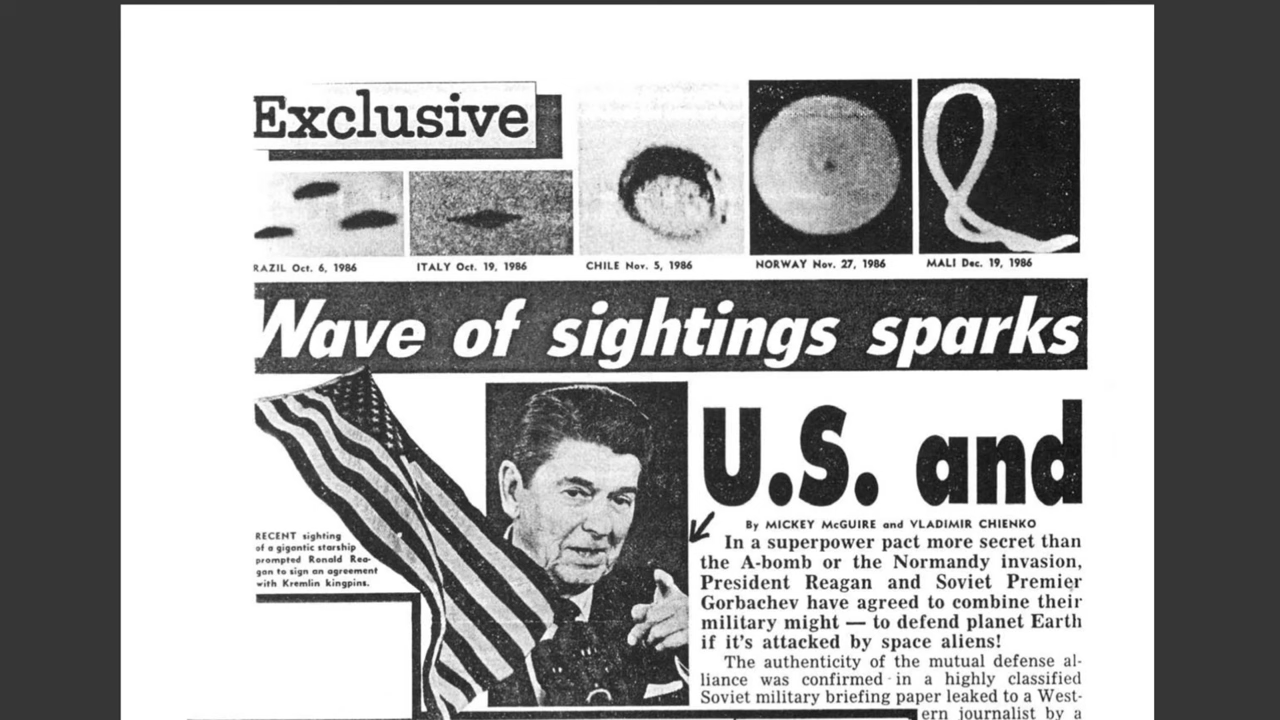 Exclusive
RAZIL Oct. 6, 1986
ITALY Oct. 19, 1986
CHILE Nov. 5, 1986
NORWAY Nov. 27, 1986
MALI Dec. 19, 1986
Wave of sightings sparks
U.S. and
By MICKEY McGUIRE and VLADIMIR CHIENKO
RECENT sighting
of a gigantic starship
prompted Ronald Rea-
gan to sign an agreement
with Kremlin kingpins.
In a superpower pact more secret than
the A-bomb or the Normandy invasion,
President Reagan and Soviet Premier
Gorbachev have agreed to combine their
military might — to defend planet Earth
if it's attacked by space aliens!
The authenticity of the mutual defense al-
liance was confirmed in a highly classified
Soviet military briefing paper leaked to a West-
ern journalist by a